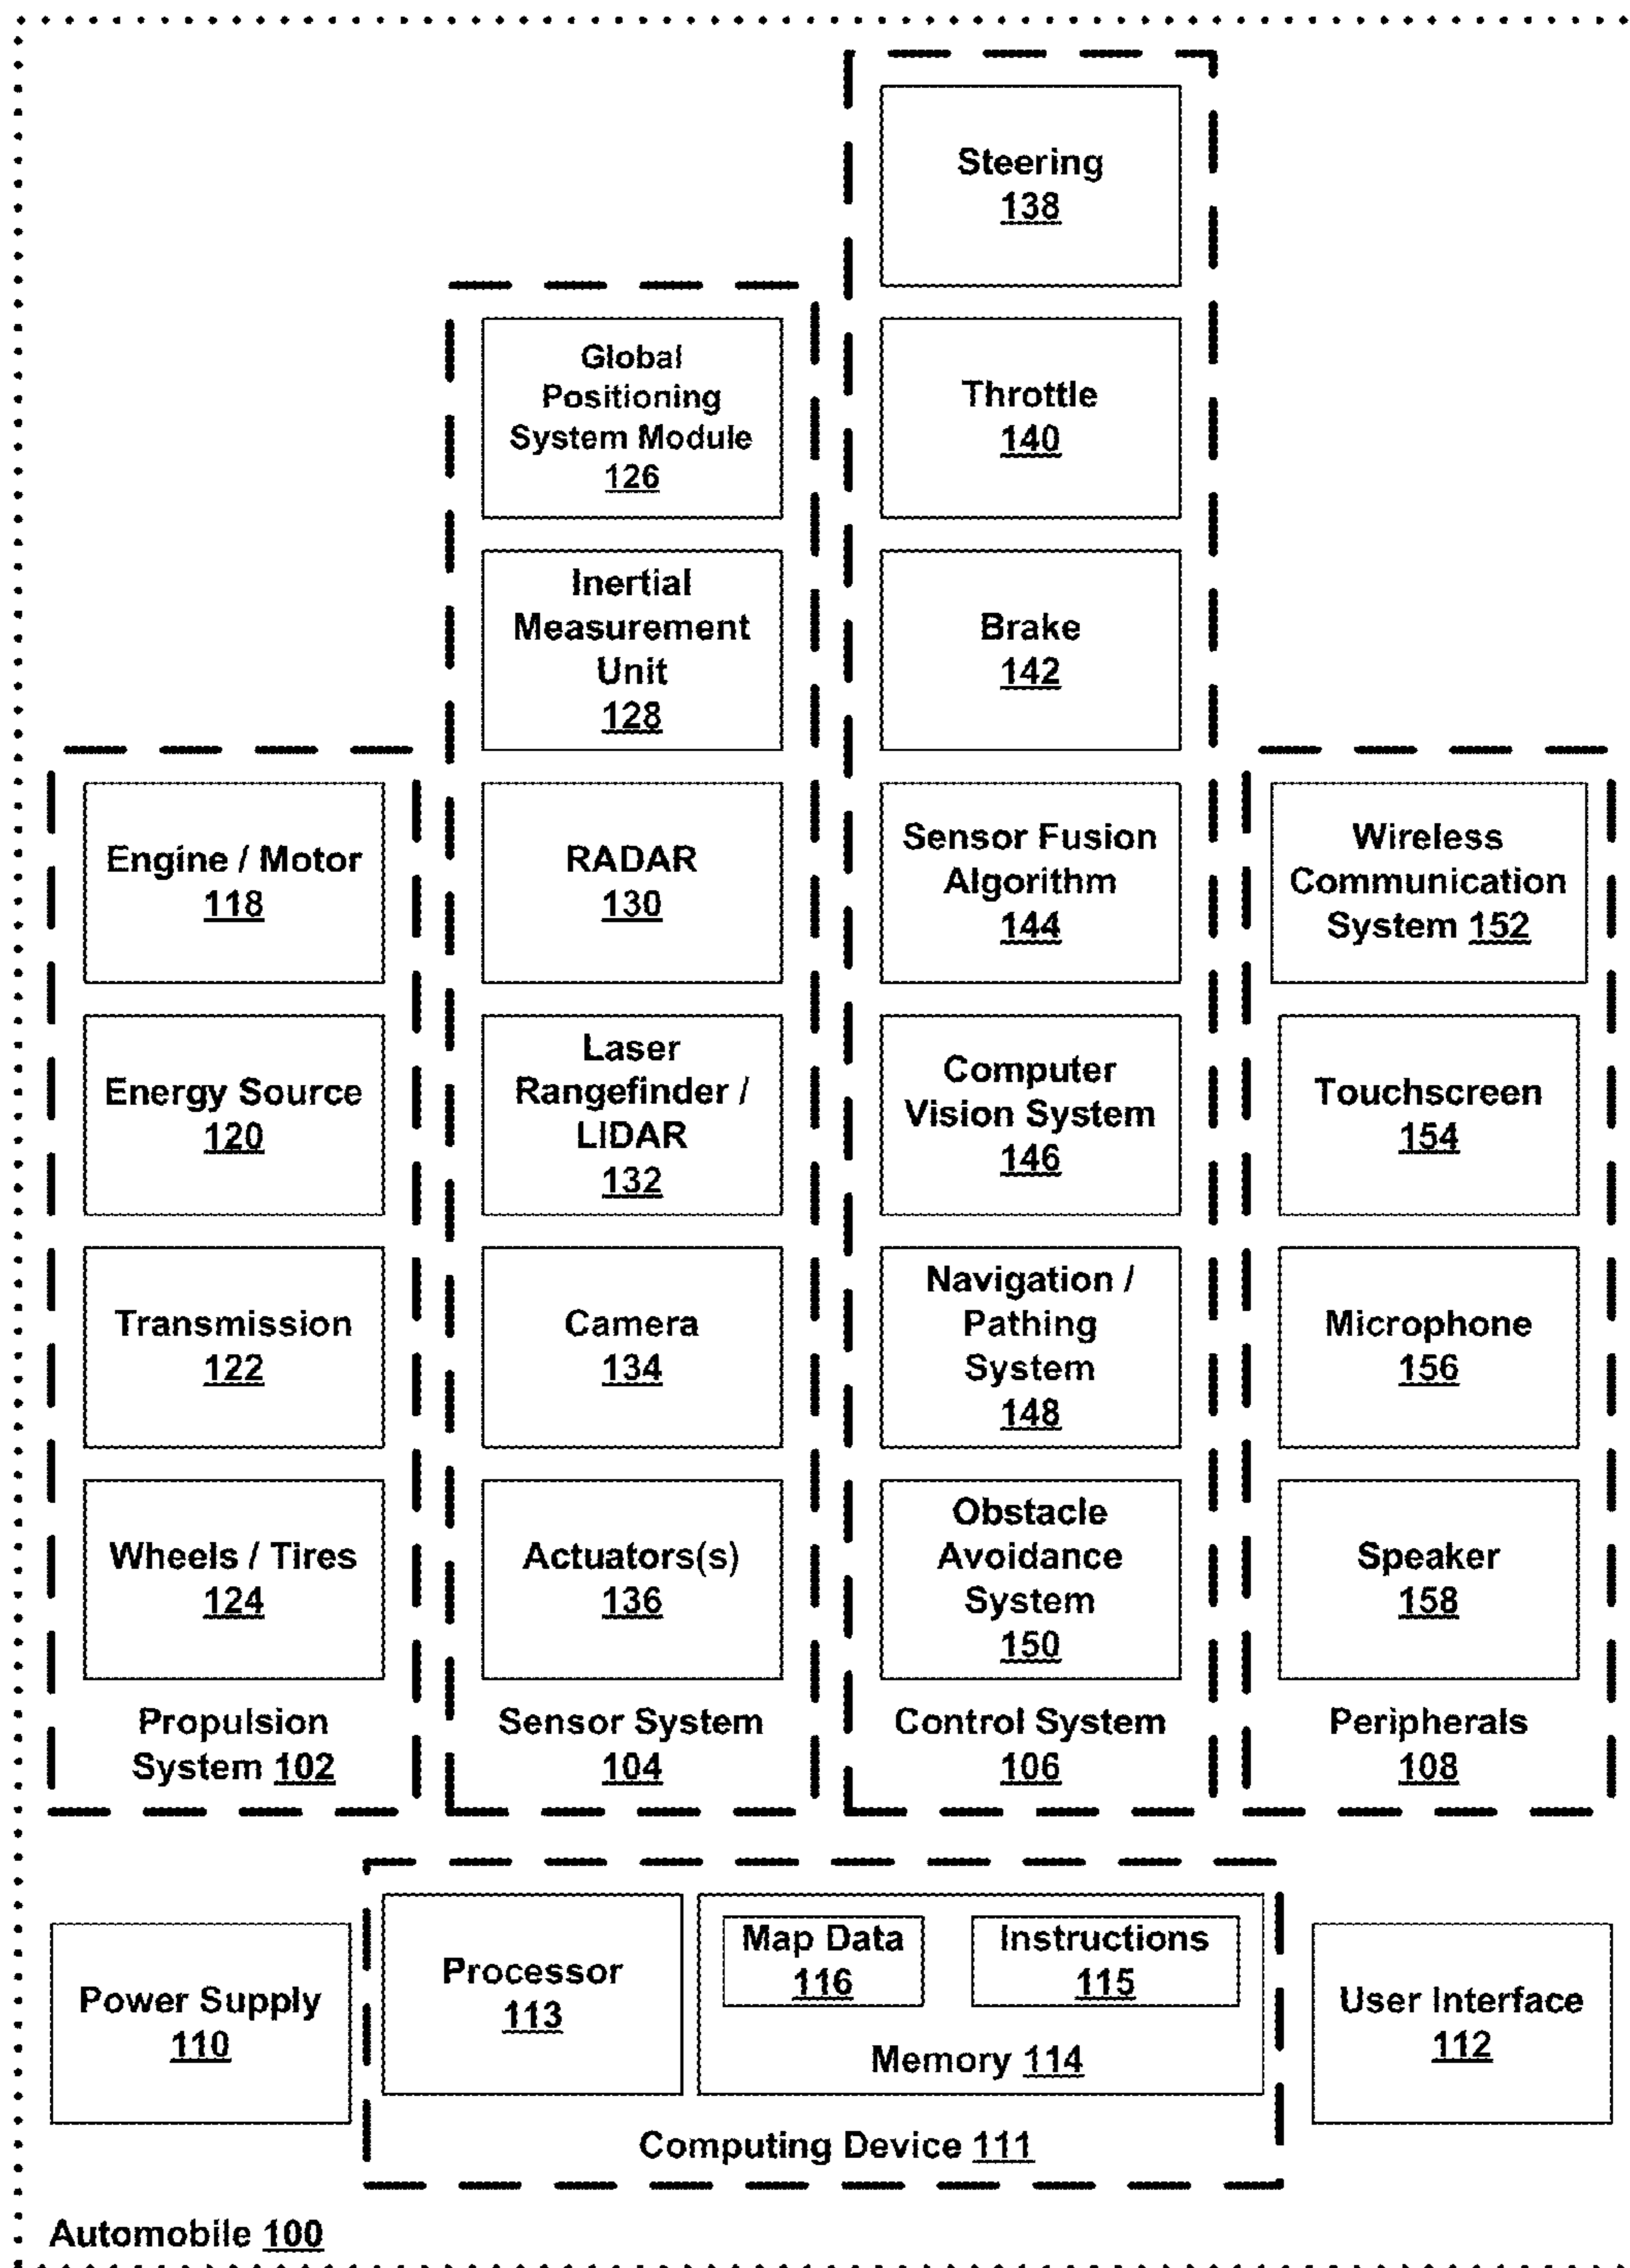 Steering
138
Throttle
140
Brake
142
Sensor Fusion
Algorithm
144
Computer
Vision System
146
Navigation /
Pathing
System
148
Obstacle
Avoidance
System
150
Control System
106
Global
Positioning
System Module
126
Inertial
Measurement
Unit
128
RADAR
130
Laser
Rangefinder /
LIDAR
132
Camera
134
Actuators(s)
136
Sensor System
104
Engine / Motor
118
Energy Source
120
Transmission
122
Wheels / Tires
124
Propulsion
System 102
Wireless
Communication
System 152
Touchscreen
154
Microphone
156
Speaker
158
Peripherals
108
Power Supply
110
Processor
113
Map Data
116
Instructions
115
Memory 114
Computing Device 111
User Interface
112
Automobile 100